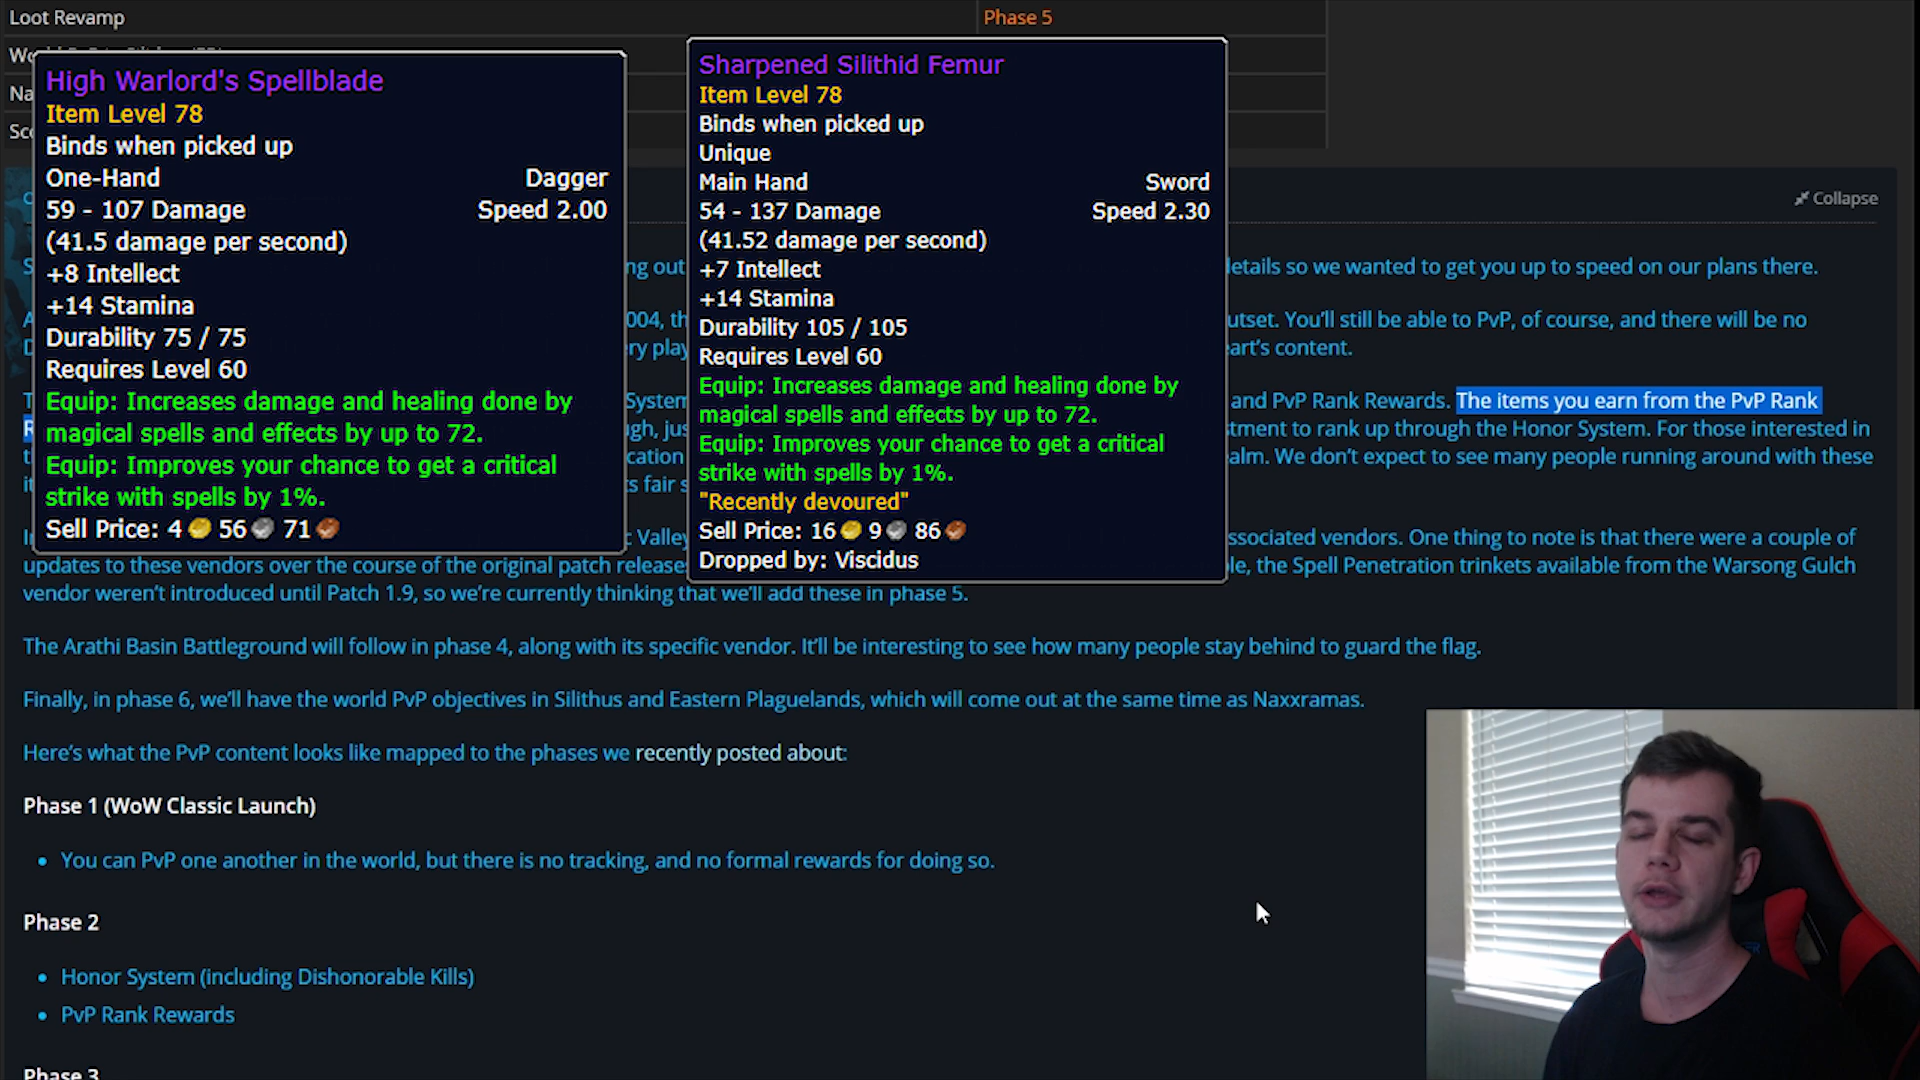 Loot Revamp
Phase 5
High Warlord's Spellblade
Item Level 78
Binds when picked up
One-Hand Dagger
59 - 107 Damage Speed 2.00
(41.5 damage per second)
+8 Intellect
+14 Stamina
Durability 75 / 75
Requires Level 60
Equip: Increases damage and healing done by
magical spells and effects by up to 72.
Equip: Improves your chance to get a critical
strike with spells by 1%.
Sell Price: 4 56 71
Sharpened Silithid Femur
Item Level 78
Binds when picked up
Unique
Main Hand Sword
54 - 137 Damage Speed 2.30
(41.52 damage per second)
+7 Intellect
+14 Stamina
Durability 105 / 105
Requires Level 60
Equip: Increases damage and healing done by
magical spells and effects by up to 72.
Equip: Improves your chance to get a critical
strike with spells by 1%.
"Recently devoured"
Sell Price: 16 9 86
Dropped by: Viscidus
Collapse
out details so we wanted to get you up to speed on our plans there.
You'll still be able to PvP, of course, and there will be no
content.
System and PvP Rank Rewards. The items you earn from the PvP Rank
to rank up through the Honor System. For those interested in
We don't expect to see many people running around with these
fair
Valley associated vendors. One thing to note is that there were a couple of
updates to these vendors over the course of the original patch the Spell Penetration trinkets available from the Warsong Gulch
vendor weren't introduced until Patch 1.9, so we're currently thinking that we'll add these in phase 5.
The Arathi Basin Battleground will follow in phase 4, along with its specific vendor. It'll be interesting to see how many people stay behind to guard the flag.
Finally, in phase 6, we'll have the world PvP objectives in Silithus and Eastern Plaguelands, which will come out at the same time as Naxxramas.
Here's what the PvP content looks like mapped to the phases we recently posted about:
Phase 1 (WoW Classic Launch)
• You can PvP one another in the world, but there is no tracking, and no formal rewards for doing so.
Phase 2
• Honor System (including Dishonorable Kills)
• PvP Rank Rewards
Phase 3